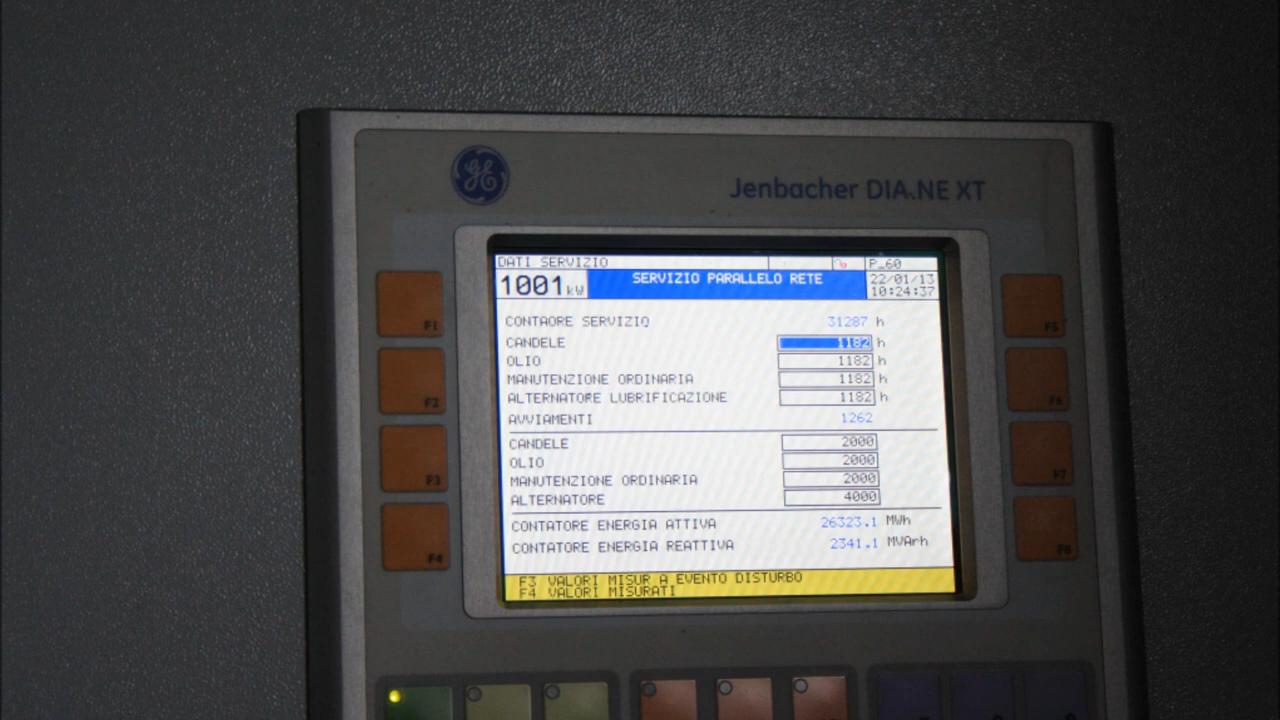 GE
Jenbacher DIA.NE XT
DATI SERVIZIO P_60
1001 kW SERVIZIO PARALLELO RETE 22/01/13
10:24:37
CONTAORE SERVIZIO 31287 h
CANDELE 1182 h
OLIO 1182 h
MANUTENZIONE ORDINARIA 1182 h
ALTERNATORE LUBRIFICAZIONE 1182 h
AVVIAMENTI 1262
CANDELE 2000
OLIO 2000
MANUTENZIONE ORDINARIA 2000
ALTERNATORE 4000
CONTATORE ENERGIA ATTIVA 26323.1 MWh
CONTATORE ENERGIA REATTIVA 2341.1 MVArh
F3 VALORI MISUR A EVENTO DISTURBO
F4 VALORI MISURATI
F1 F5
F2 F6
F3 F7
F4 F8